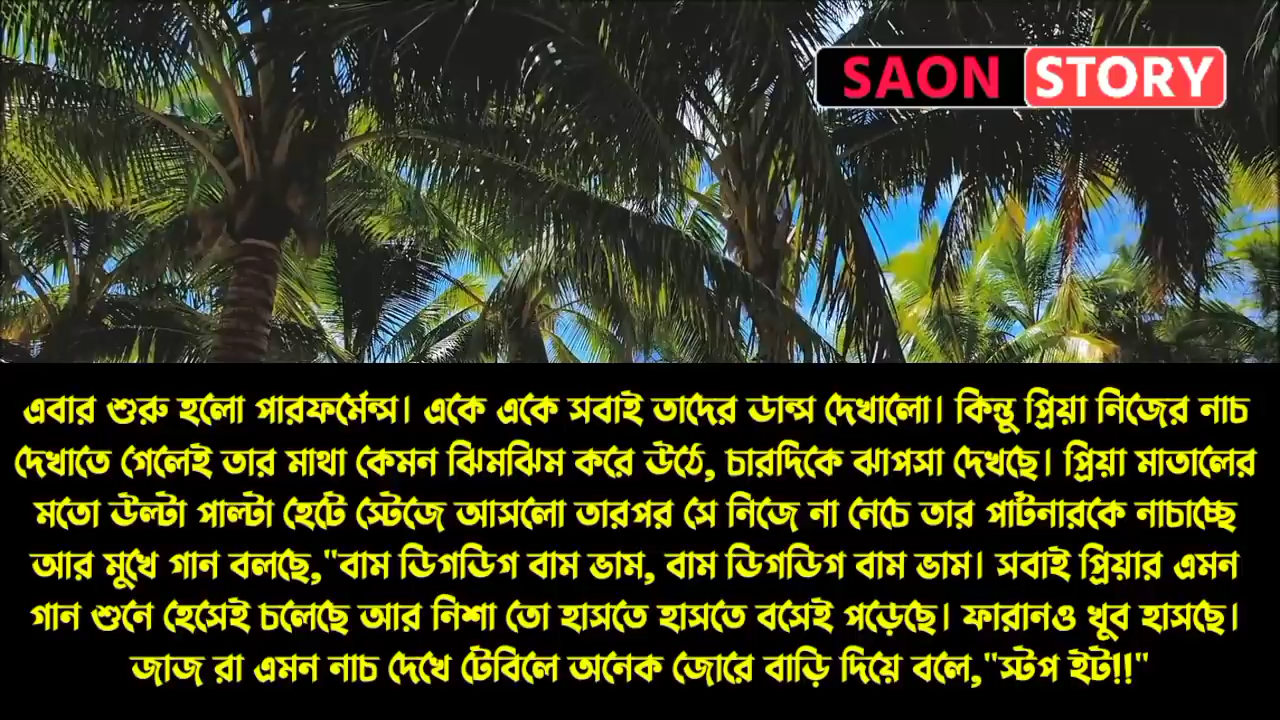 SAON STORY
এবার শুরু হলো পারফর্মেন্স। একে একে সবাই তাদের ডান্স দেখালো। কিন্তু প্রিয়া নিজের নাচ
দেখাতে গেলেই তার মাথা কেমন ঝিমঝিম করে উঠে, চারদিকে ঝাপসা দেখছে। প্রিয়া মাতালের
মতো উল্টা পাল্টা হেটে স্টেজে আসলো তারপর সে নিজে না নেচে তার পার্টনারকে নাচাচ্ছে
আর মুখে গান বলছে,"বাম ডিগডিগ বাম ভাম, বাম ডিগডিগ বাম ভাম। সবাই প্রিয়ার এমন
গান শুনে হেসেই চলেছে আর নিশা তো হাসতে হাসতে বসেই পড়েছে। ফারানও খুব হাসছে।
জাজ রা এমন নাচ দেখে টেবিলে অনেক জোরে বাড়ি দিয়ে বলে,"স্টপ ইট!!"